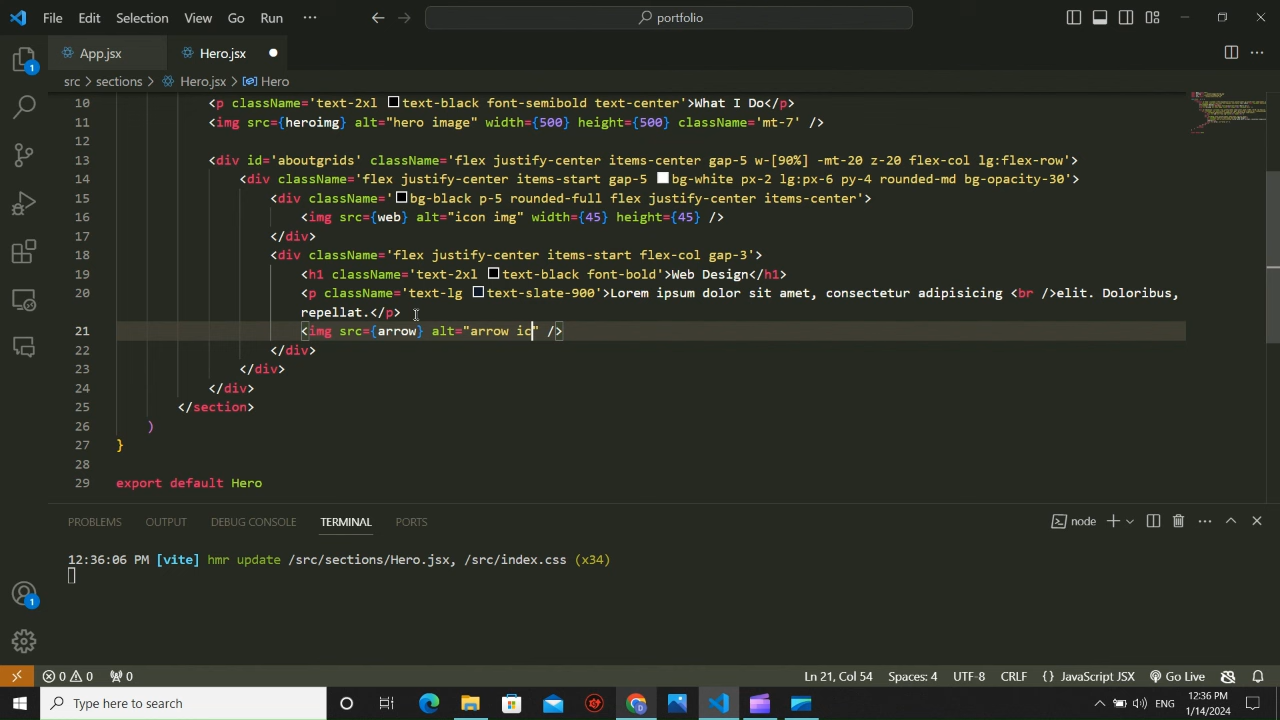 File Edit Selection View Go Run ··· portfolio
App.jsx Hero.jsx
src > sections > Hero.jsx > Hero
10 <p className='text-2xl text-black font-semibold text-center'>What I Do</p>
11 <img src={heroimg} alt="hero image" width={500} height={500} className='mt-7' />
12
13 <div id='aboutgrids' className='flex justify-center items-center gap-5 w-[90%] -mt-20 z-20 flex-col lg:flex-row'>
14 <div className='flex justify-center items-start gap-5 bg-white px-2 lg:px-6 py-4 rounded-md bg-opacity-30'>
15 <div className='bg-black p-5 rounded-full flex justify-center items-center'>
16 <img src={web} alt="icon img" width={45} height={45} />
17 </div>
18 <div className='flex justify-center items-start flex-col gap-3'>
19 <h1 className='text-2xl text-black font-bold'>Web Design</h1>
20 <p className='text-lg text-slate-900'>Lorem ipsum dolor sit amet, consectetur adipisicing <br />elit. Doloribus,
repellat.</p>
21 <img src={arrow} alt="arrow ic" />
22 </div>
23 </div>
24 </div>
25 </section>
26 )
27 }
28
29 export default Hero
PROBLEMS OUTPUT DEBUG CONSOLE TERMINAL PORTS node
12:36:06 PM [vite] hmr update /src/sections/Hero.jsx, /src/index.css (x34)
0 0 0 Ln 21, Col 54 Spaces: 4 UTF-8 CRLF {} JavaScript JSX Go Live
Type here to search
12:36 PM
1/14/2024
1
1